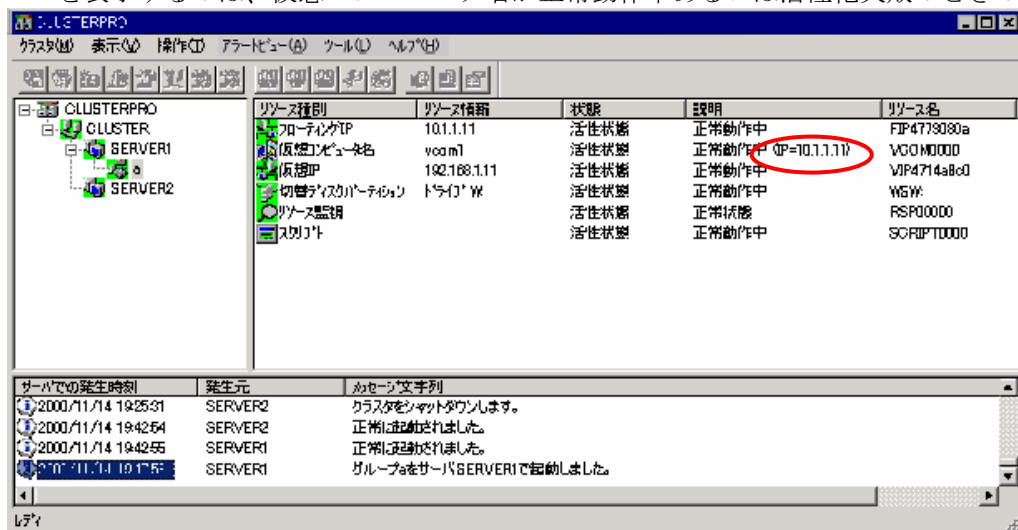 CLUSTERPRO
クラスタ(M) 表示(V) 操作(T) アラートビュー(A) ツール(L) ヘルプ(H)
CLUSTERPRO
CLUSTER
SERVER1
a
SERVER2
リソース種別 リソース情報 状態 説明 リソース名
フローティングIP 10.1.1.11 活性状態 正常動作中 FIP4779080a
仮想コンピュータ名 vcom1 活性状態 正常動作中 (IP=10.1.1.11) VCOM0000
仮想IP 192.168.1.11 活性状態 正常動作中 VIP4714a8c0
切替ディスクパーティション ドライブ W: 活性状態 正常動作中 WSW:
リソース監視 活性状態 正常状態 RSP00000
スクリプト 活性状態 正常動作中 SCRIPT0000
サーバでの発生時刻 発生元 メッセージ文字列
2000/11/14 19:25:31 SERVER2 クラスタをシャットダウンします。
2000/11/14 19:42:54 SERVER2 正常に起動されました。
2000/11/14 19:42:55 SERVER1 正常に起動されました。
SERVER1 グループaをサーバSERVER1で起動しました。
レディ